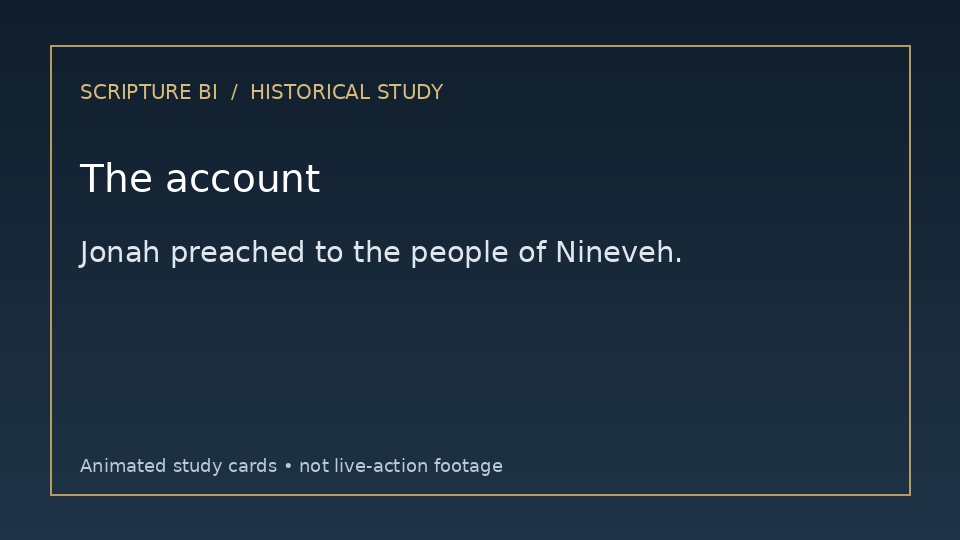 SCRIPTURE BI / HISTORICAL STUDY
The account
Jonah preached to the people of Nineveh.
Animated study cards • not live-action footage